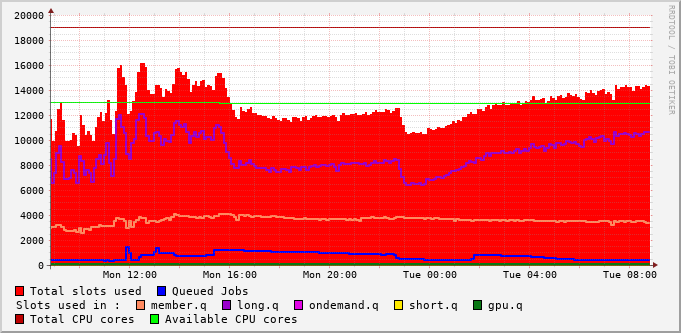 20000
18000
16000
14000
12000
10000
8000
6000
4000
2000
0
Mon 12:00 Mon 16:00 Mon 20:00 Tue 00:00 Tue 04:00 Tue 08:00
RRDTOOL / TOBI OETIKER
Total slots used Queued Jobs
Slots used in : member.q long.q ondemand.q short.q gpu.q
Total CPU cores Available CPU cores